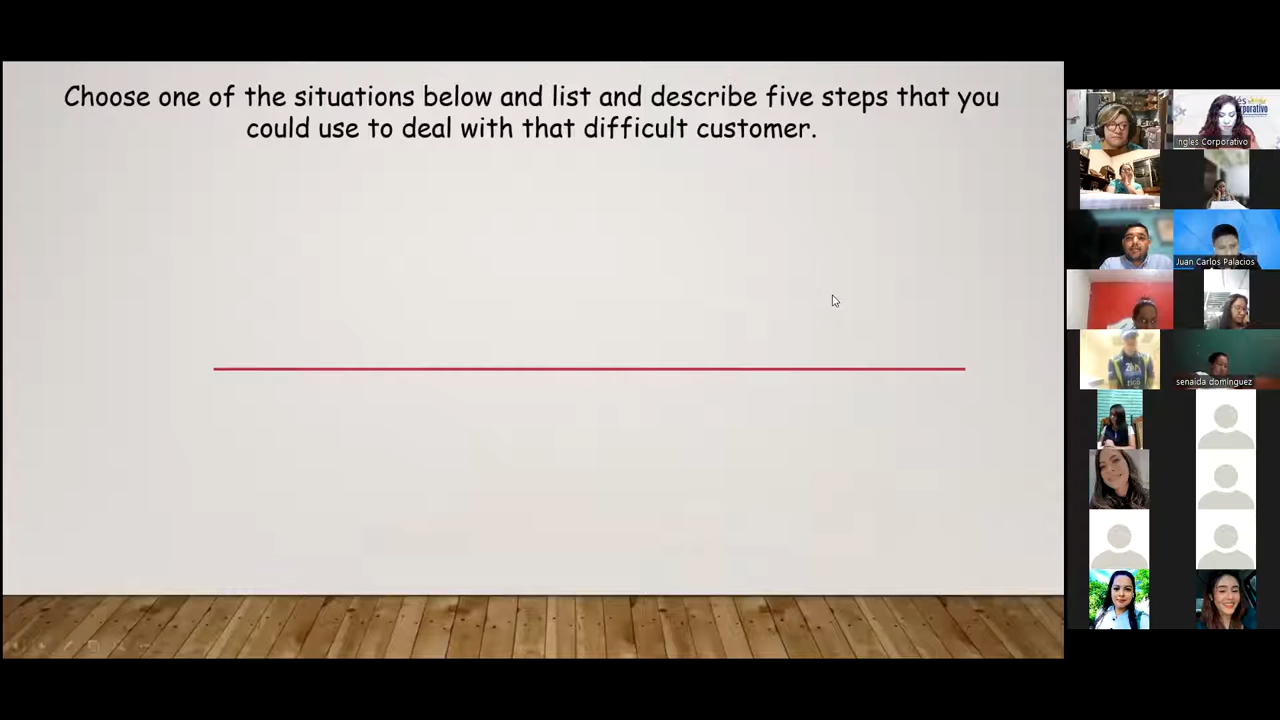 Choose one of the situations below and list and describe five steps that you
could use to deal with that difficult customer.
Ingles Corporativo
Juan Carlos Palacios
senaida dominguez